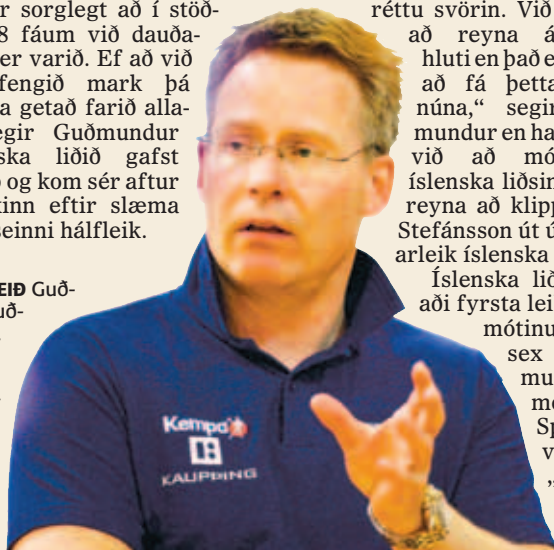 r sorglegt að í stöð-
8 fáum við dauða-
er varið. Ef að við
fengið mark þá
a getað farið alla-
egir Guðmundur
ska liðið gafst
og kom sér aftur
kinn eftir slæma
seinni hálfleik.
EIÐ Guð-
uð-
réttu svörin. Við
að reyna á
hluti en það e
að fá þetta
núna,“ segir
mundur en ha
við að mó
íslenska liðsin
reyna að klipp
Stefánsson út ú
arleik íslenska
Íslenska lið
aði fyrsta lei
mótinu
sex
mu
me
Sp
v
„
Kempa
KAUPÞING